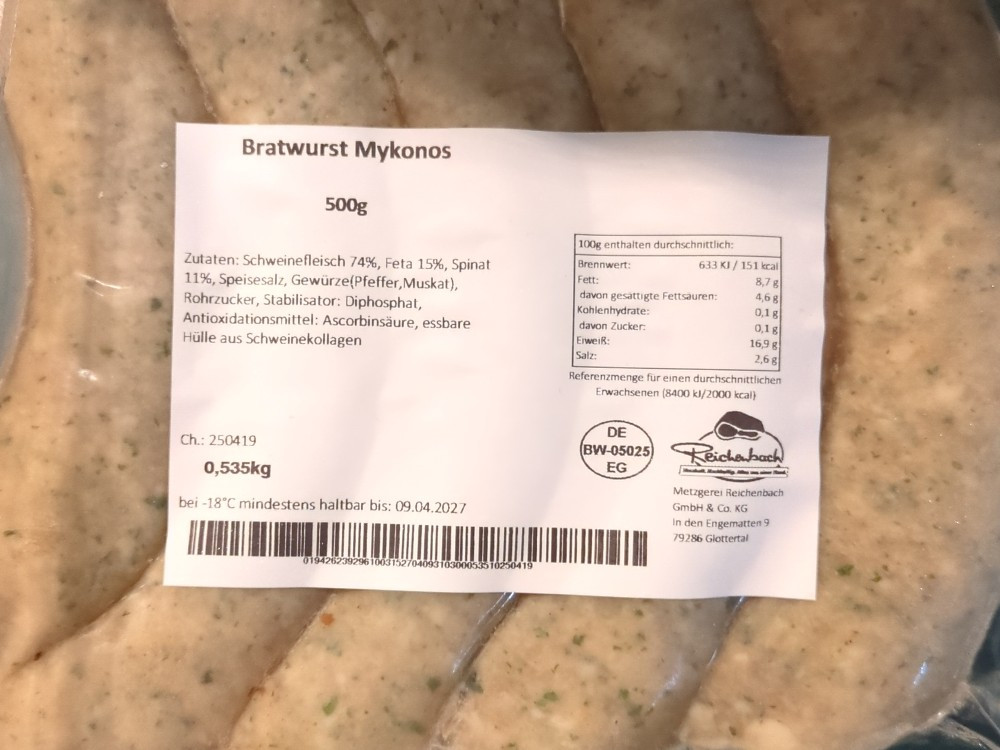 Bratwurst Mykonos
500g
Zutaten: Schweinefleisch 74%, Feta 15%, Spinat
11%, Speisesalz, Gewürze(Pfeffer,Muskat),
Rohrzucker, Stabilisator: Diphosphat,
Antioxidationsmittel: Ascorbinsäure, essbare
Hülle aus Schweinekollagen
100g enthalten durchschnittlich:
Brennwert: 633 KJ / 151 kcal
Fett: 8,7 g
davon gesättigte Fettsäuren: 4,6 g
Kohlenhydrate: 0,1 g
davon Zucker: 0,1 g
Eiweiß: 16,9 g
Salz: 2,6 g
Referenzmenge für einen durchschnittlichen
Erwachsenen (8400 kJ/2000 kcal)
Ch.: 250419
0,535kg
bei -18°C mindestens haltbar bis: 09.04.2027
DE
BW-05025
EG
Reichenbach
Metzgerei Reichenbach
GmbH & Co. KG
In den Engematten 9
79286 Glottertal
019426239296100315270409310300053510250419